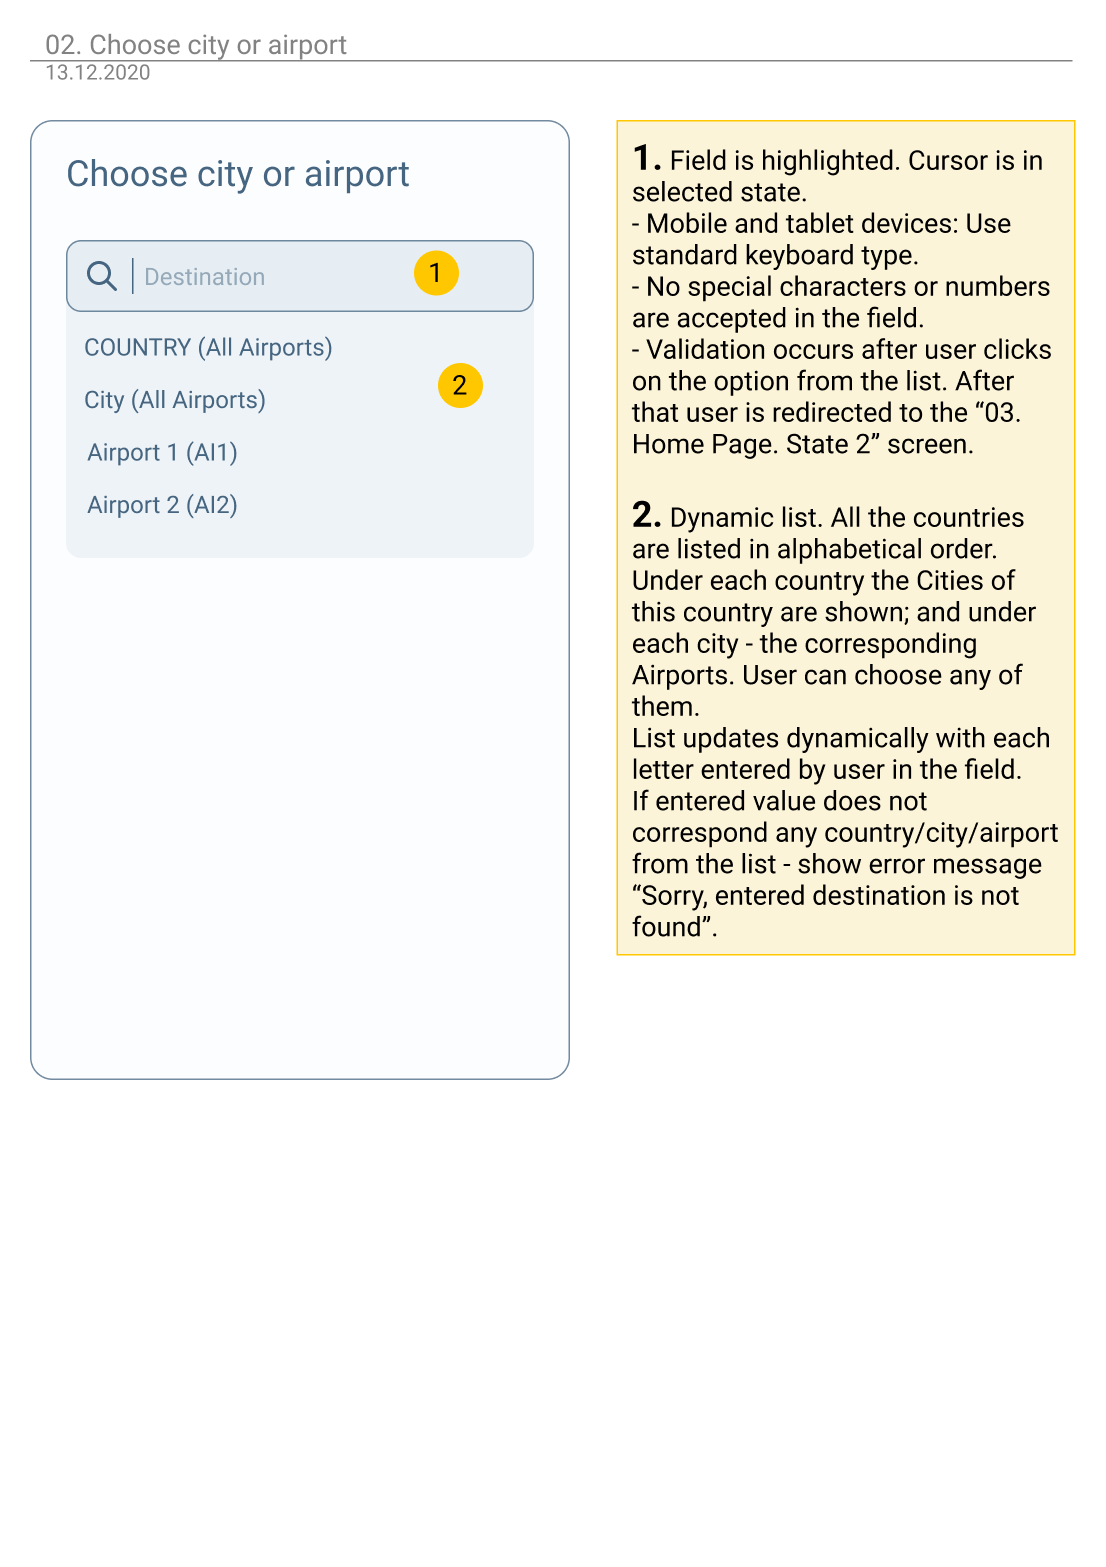 02. Choose city or airport
13.12.2020
Choose city or airport
Destination
1
COUNTRY (All Airports)
2
City (All Airports)
Airport 1 (AI1)
Airport 2 (AI2)
1. Field is highlighted. Cursor is in
selected state.
- Mobile and tablet devices: Use
standard keyboard type.
- No special characters or numbers
are accepted in the field.
- Validation occurs after user clicks
on the option from the list. After
that user is redirected to the “03.
Home Page. State 2” screen.
2. Dynamic list. All the countries
are listed in alphabetical order.
Under each country the Cities of
this country are shown; and under
each city - the corresponding
Airports. User can choose any of
them.
List updates dynamically with each
letter entered by user in the field.
If entered value does not
correspond any country/city/airport
from the list - show error message
“Sorry, entered destination is not
found”.